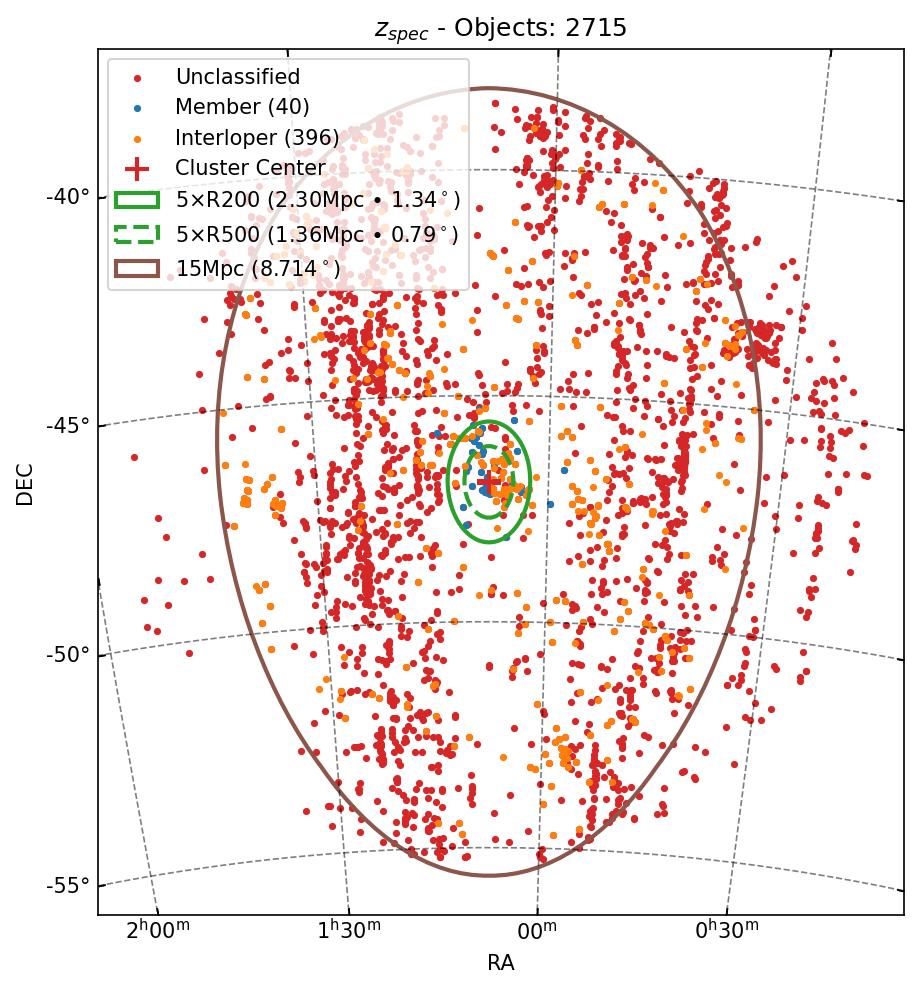 z_spec - Objects: 2715
Unclassified
Member (40)
Interloper (396)
Cluster Center
5×R200 (2.30Mpc • 1.34°)
5×R500 (1.36Mpc • 0.79°)
15Mpc (8.714°)
-40°
-45°
-50°
-55°
DEC
2h00m
1h30m
00m
0h30m
RA